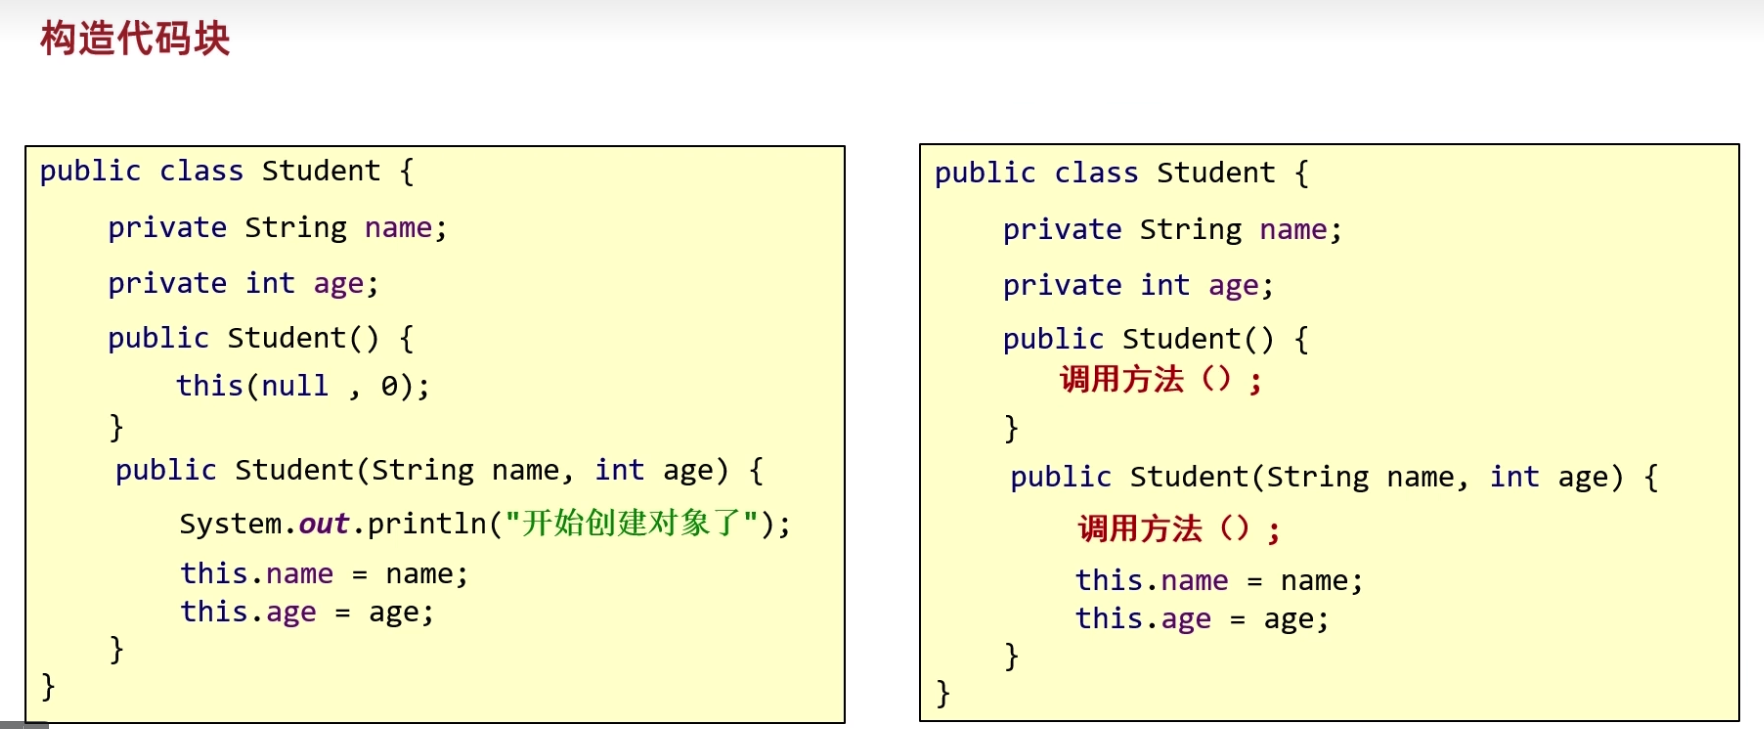 构造代码块
public class Student {
private String name;
private int age;
public Student() {
this(null , 0);
}
public Student(String name, int age) {
System.out.println("开始创建对象了");
this.name = name;
this.age = age;
}
}
public class Student {
private String name;
private int age;
public Student() {
调用方法（）;
}
public Student(String name, int age) {
调用方法（）;
this.name = name;
this.age = age;
}
}